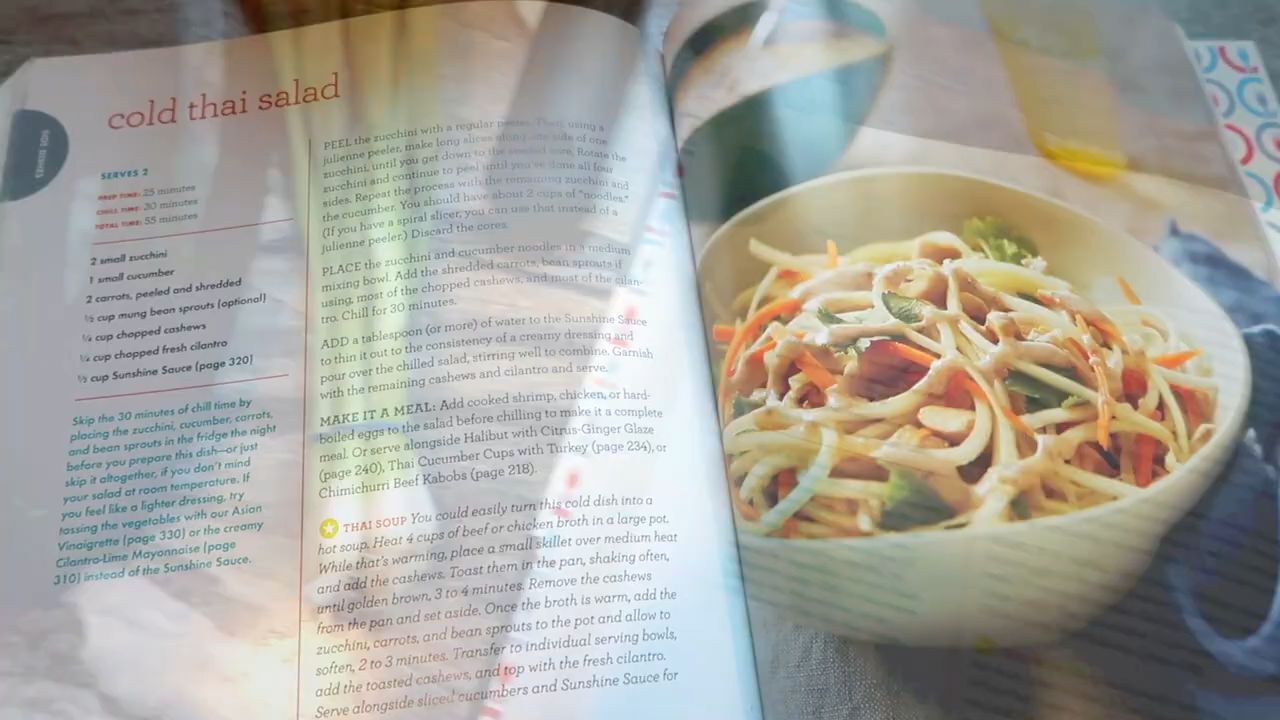 cold thai salad
SIDE DISHES
SERVES 2
PREP TIME: 25 minutes
CHILL TIME: 30 minutes
TOTAL TIME: 55 minutes
2 small zucchini
1 small cucumber
2 carrots, peeled and shredded
½ cup mung bean sprouts (optional)
¼ cup chopped cashews
¼ cup chopped fresh cilantro
½ cup Sunshine Sauce (page 320)
Skip the 30 minutes of chill time by
placing the zucchini, cucumber, carrots,
and bean sprouts in the fridge the night
before you prepare this dish—or just
skip it altogether, if you don't mind
your salad at room temperature. If
you feel like a lighter dressing, try
tossing the vegetables with our Asian
Vinaigrette (page 330) or the creamy
Cilantro-Lime Mayonnaise (page
310) instead of the Sunshine Sauce.
PEEL the zucchini with a regular peeler. Then, using a
julienne peeler, make long slices along one side of one
zucchini, until you get down to the seeded core. Rotate the
zucchini and continue to peel until you've done all four
sides. Repeat the process with the remaining zucchini and
the cucumber. You should have about 2 cups of "noodles."
(If you have a spiral slicer, you can use that instead of a
julienne peeler.) Discard the cores.
PLACE the zucchini and cucumber noodles in a medium
mixing bowl. Add the shredded carrots, bean sprouts if
using, most of the chopped cashews, and most of the cilan-
tro. Chill for 30 minutes.
ADD a tablespoon (or more) of water to the Sunshine Sauce
to thin it out to the consistency of a creamy dressing and
pour over the chilled salad, stirring well to combine. Garnish
with the remaining cashews and cilantro and serve.
MAKE IT A MEAL: Add cooked shrimp, chicken, or hard-
boiled eggs to the salad before chilling to make it a complete
meal. Or serve alongside Halibut with Citrus-Ginger Glaze
(page 240), Thai Cucumber Cups with Turkey (page 234), or
Chimichurri Beef Kabobs (page 218).
THAI SOUP You could easily turn this cold dish into a
hot soup. Heat 4 cups of beef or chicken broth in a large pot.
While that's warming, place a small skillet over medium heat
and add the cashews. Toast them in the pan, shaking often,
until golden brown, 3 to 4 minutes. Remove the cashews
from the pan and set aside. Once the broth is warm, add the
zucchini, carrots, and bean sprouts to the pot and allow to
soften, 2 to 3 minutes. Transfer to individual serving bowls,
add the toasted cashews, and top with the fresh cilantro.
Serve alongside sliced cucumbers and Sunshine Sauce for